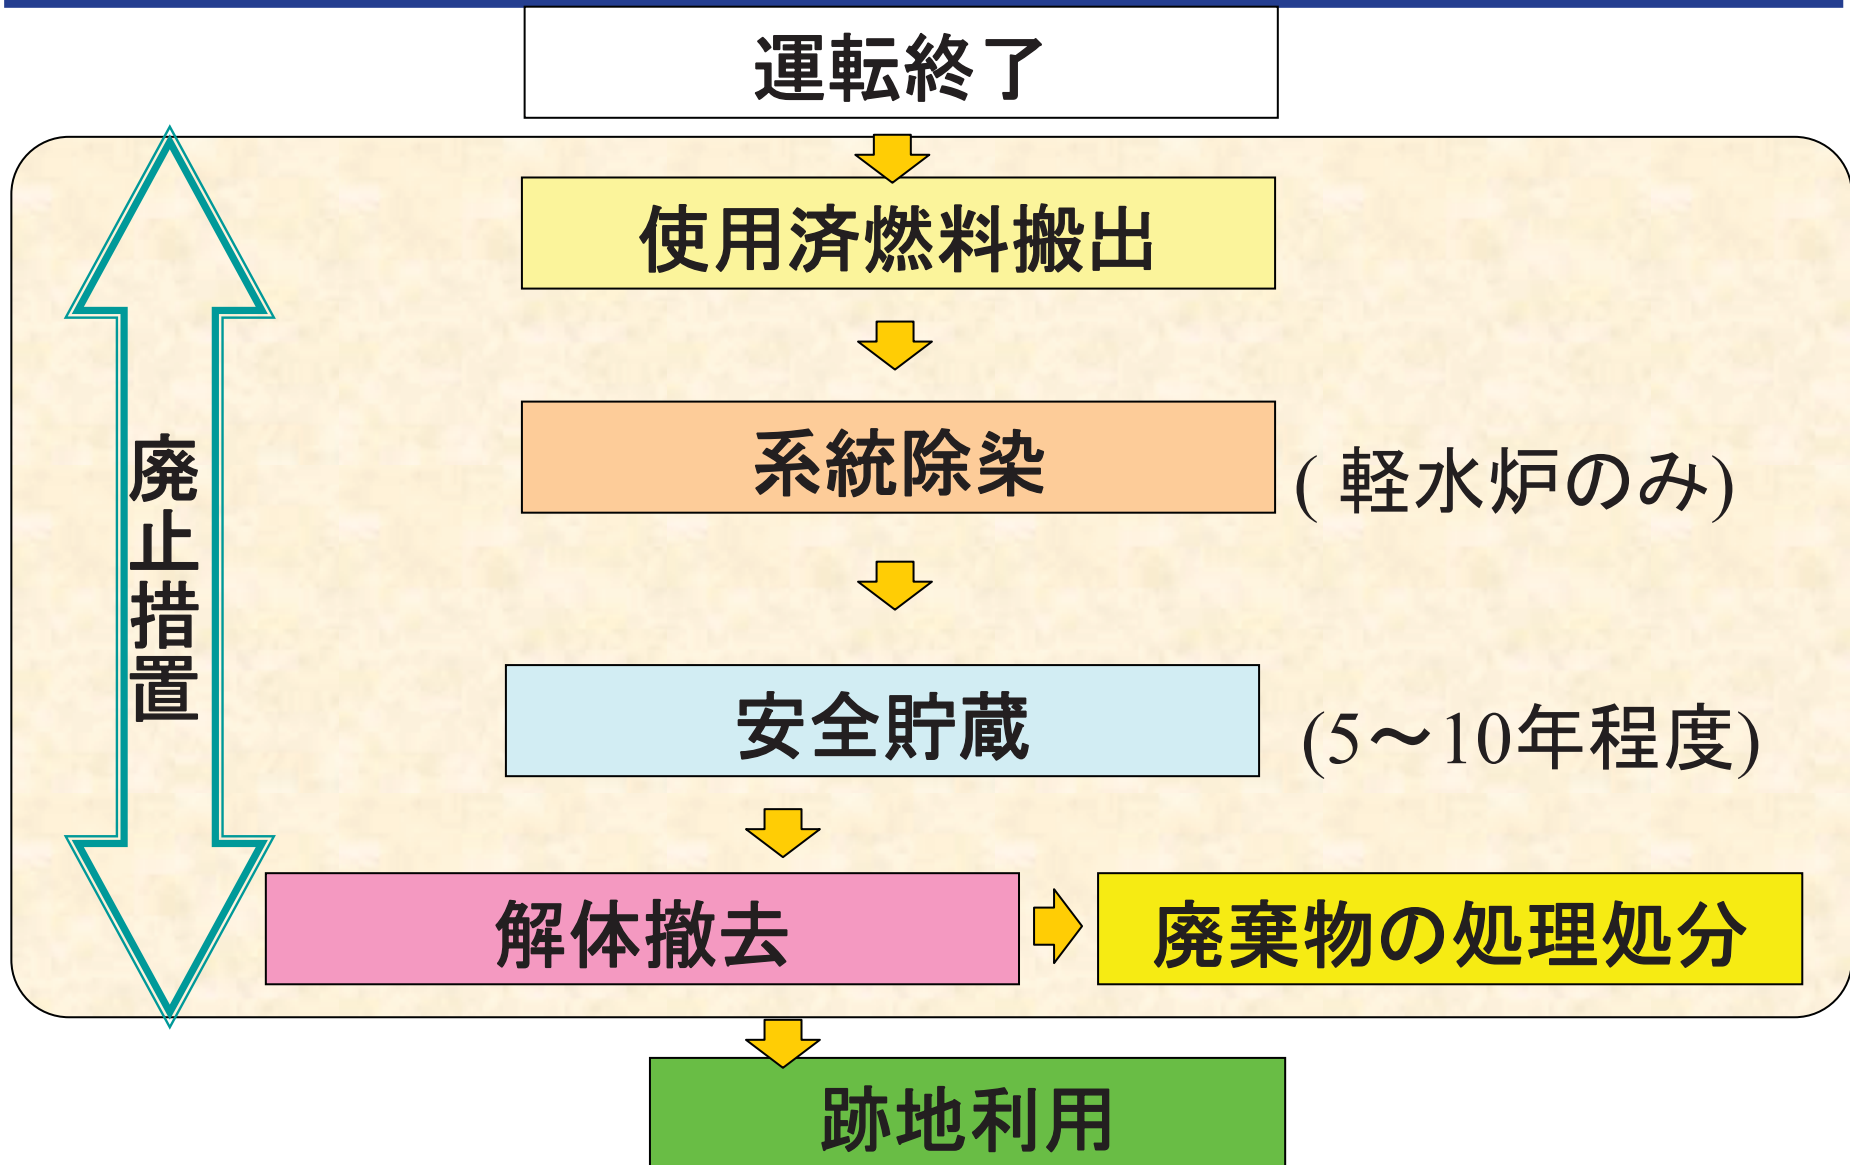 運転終了
使用済燃料搬出
系統除染
( 軽水炉のみ)
廃止措置
安全貯蔵
(5～10年程度)
解体撤去
廃棄物の処理処分
跡地利用